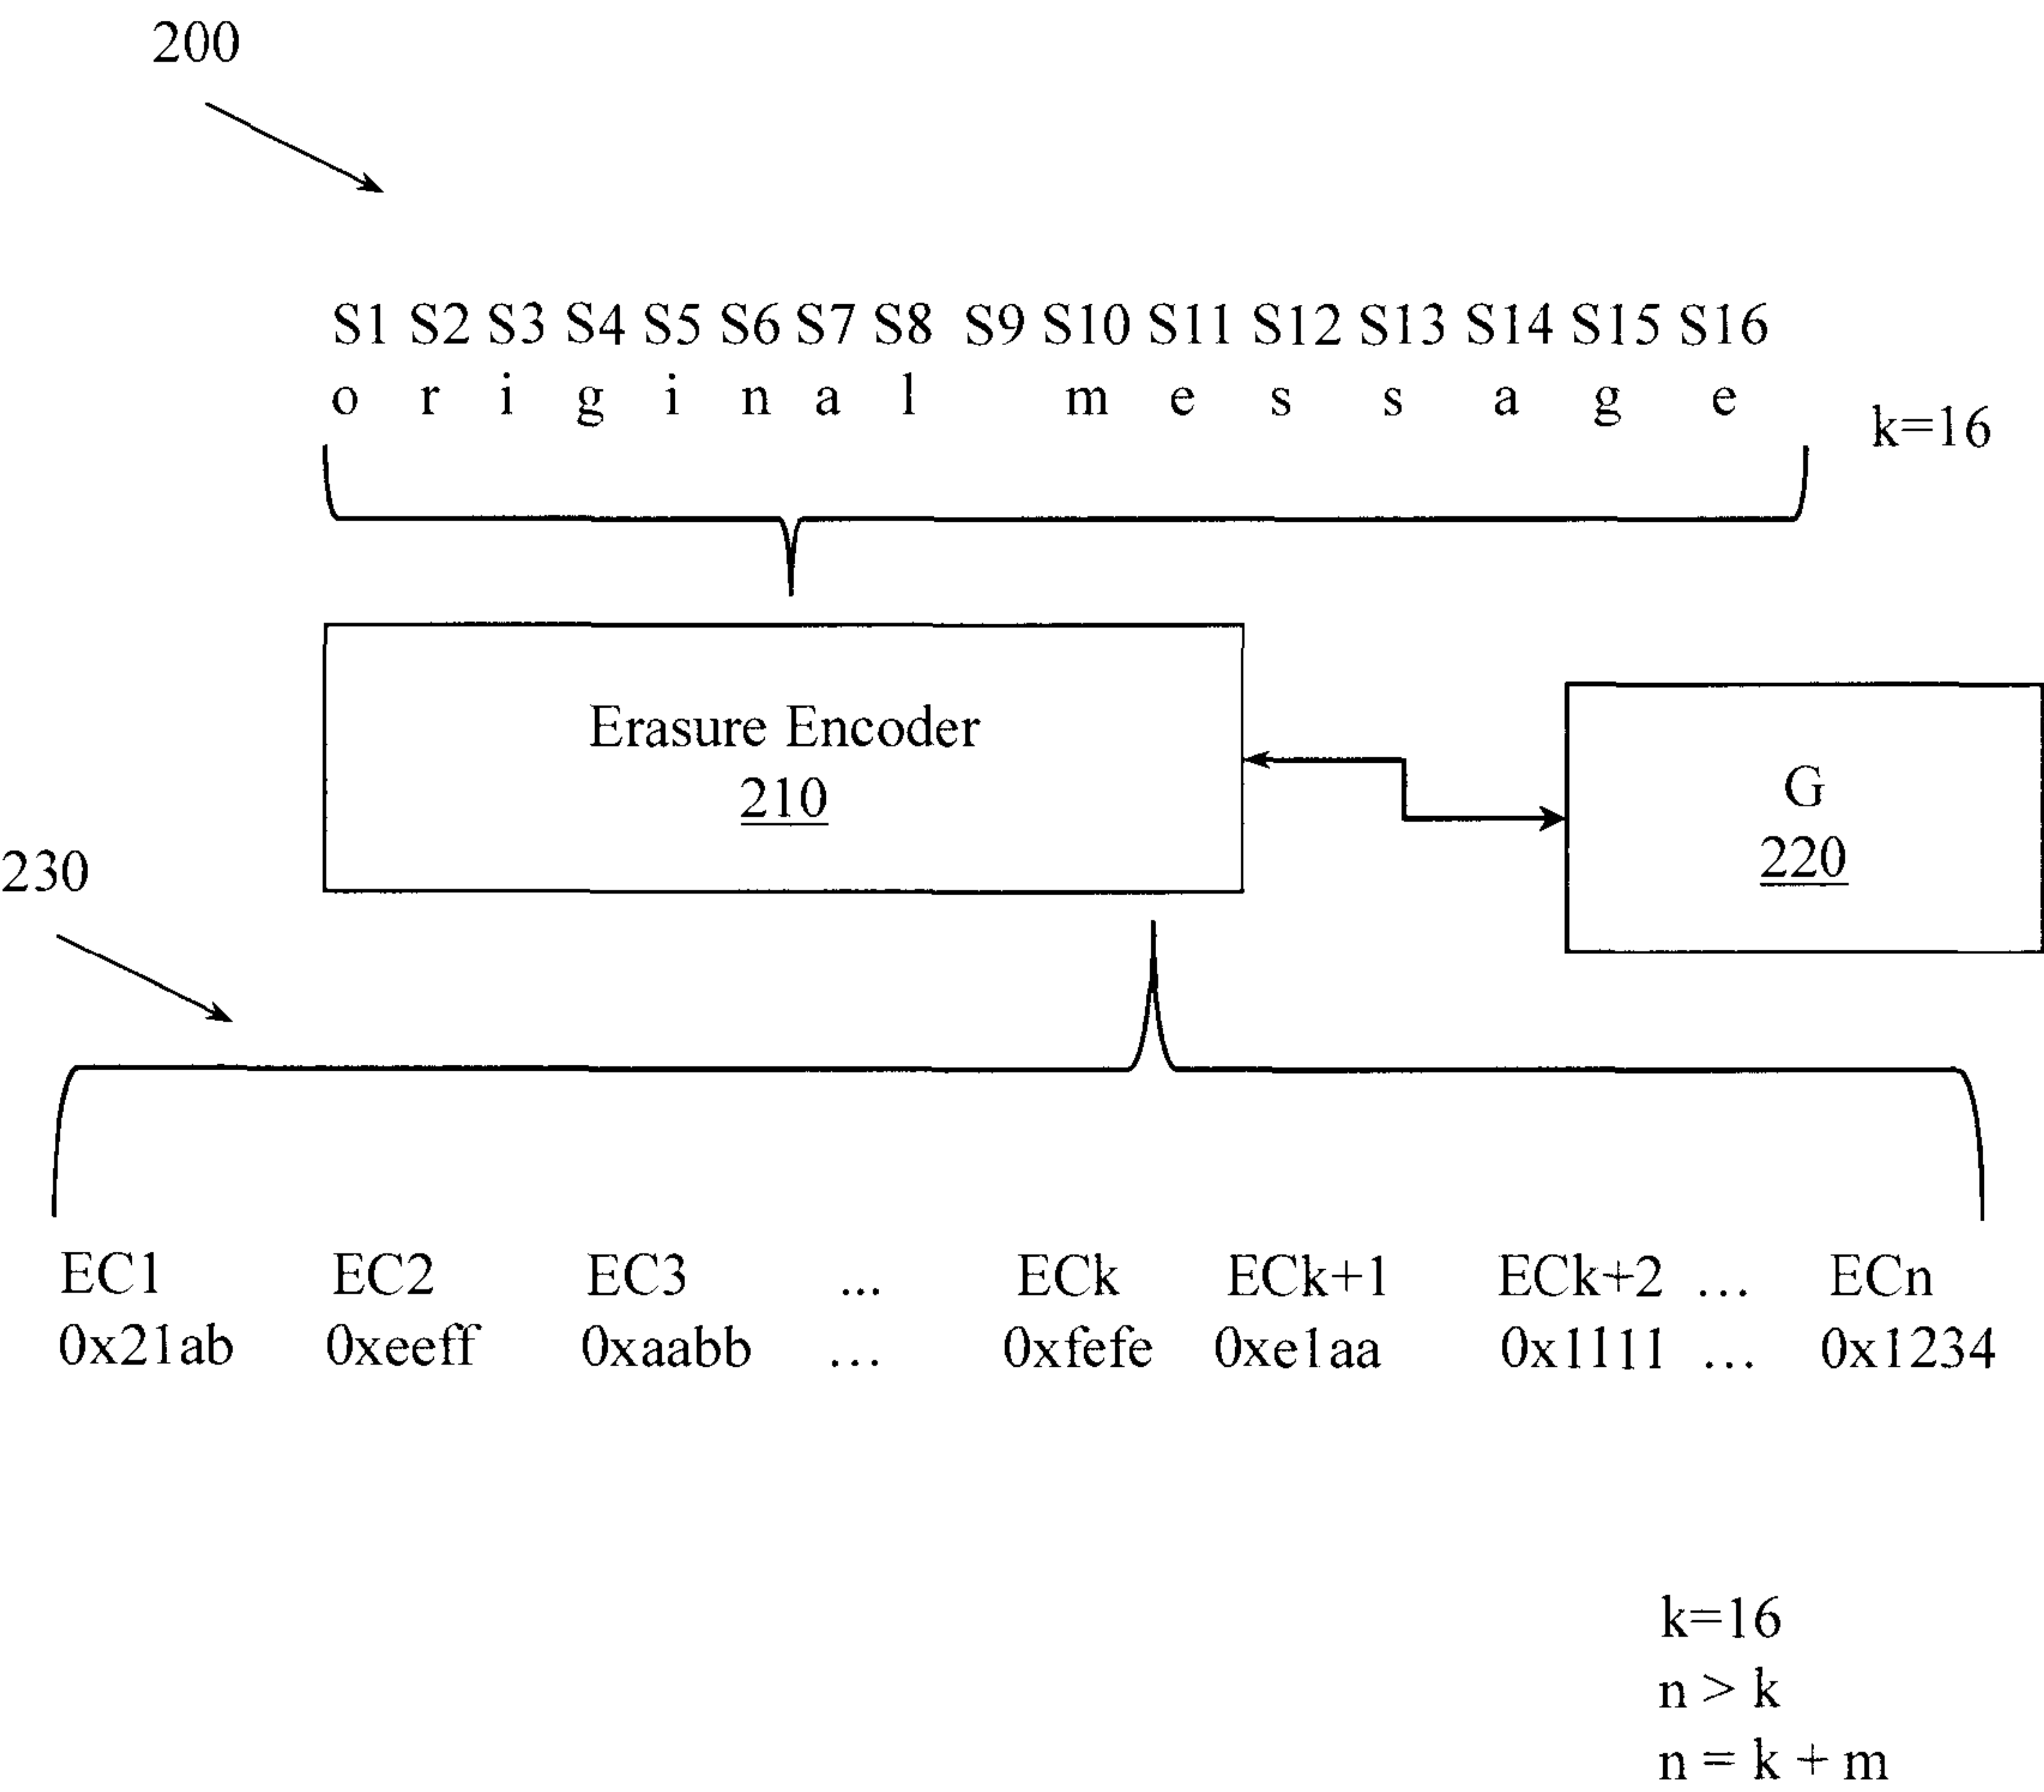 200
S1 S2 S3 S4 S5 S6 S7 S8 S9 S10 S11 S12 S13 S14 S15 S16
o r i g i n a l m e s s a g e
k=16
Erasure Encoder
210
G
220
230
EC1 EC2 EC3 ... ECk ECk+1 ECk+2 ... ECn
0x21ab 0xeeff 0xaabb ... 0xfefe 0xe1aa 0x1111 ... 0x1234
k=16
n > k
n = k + m